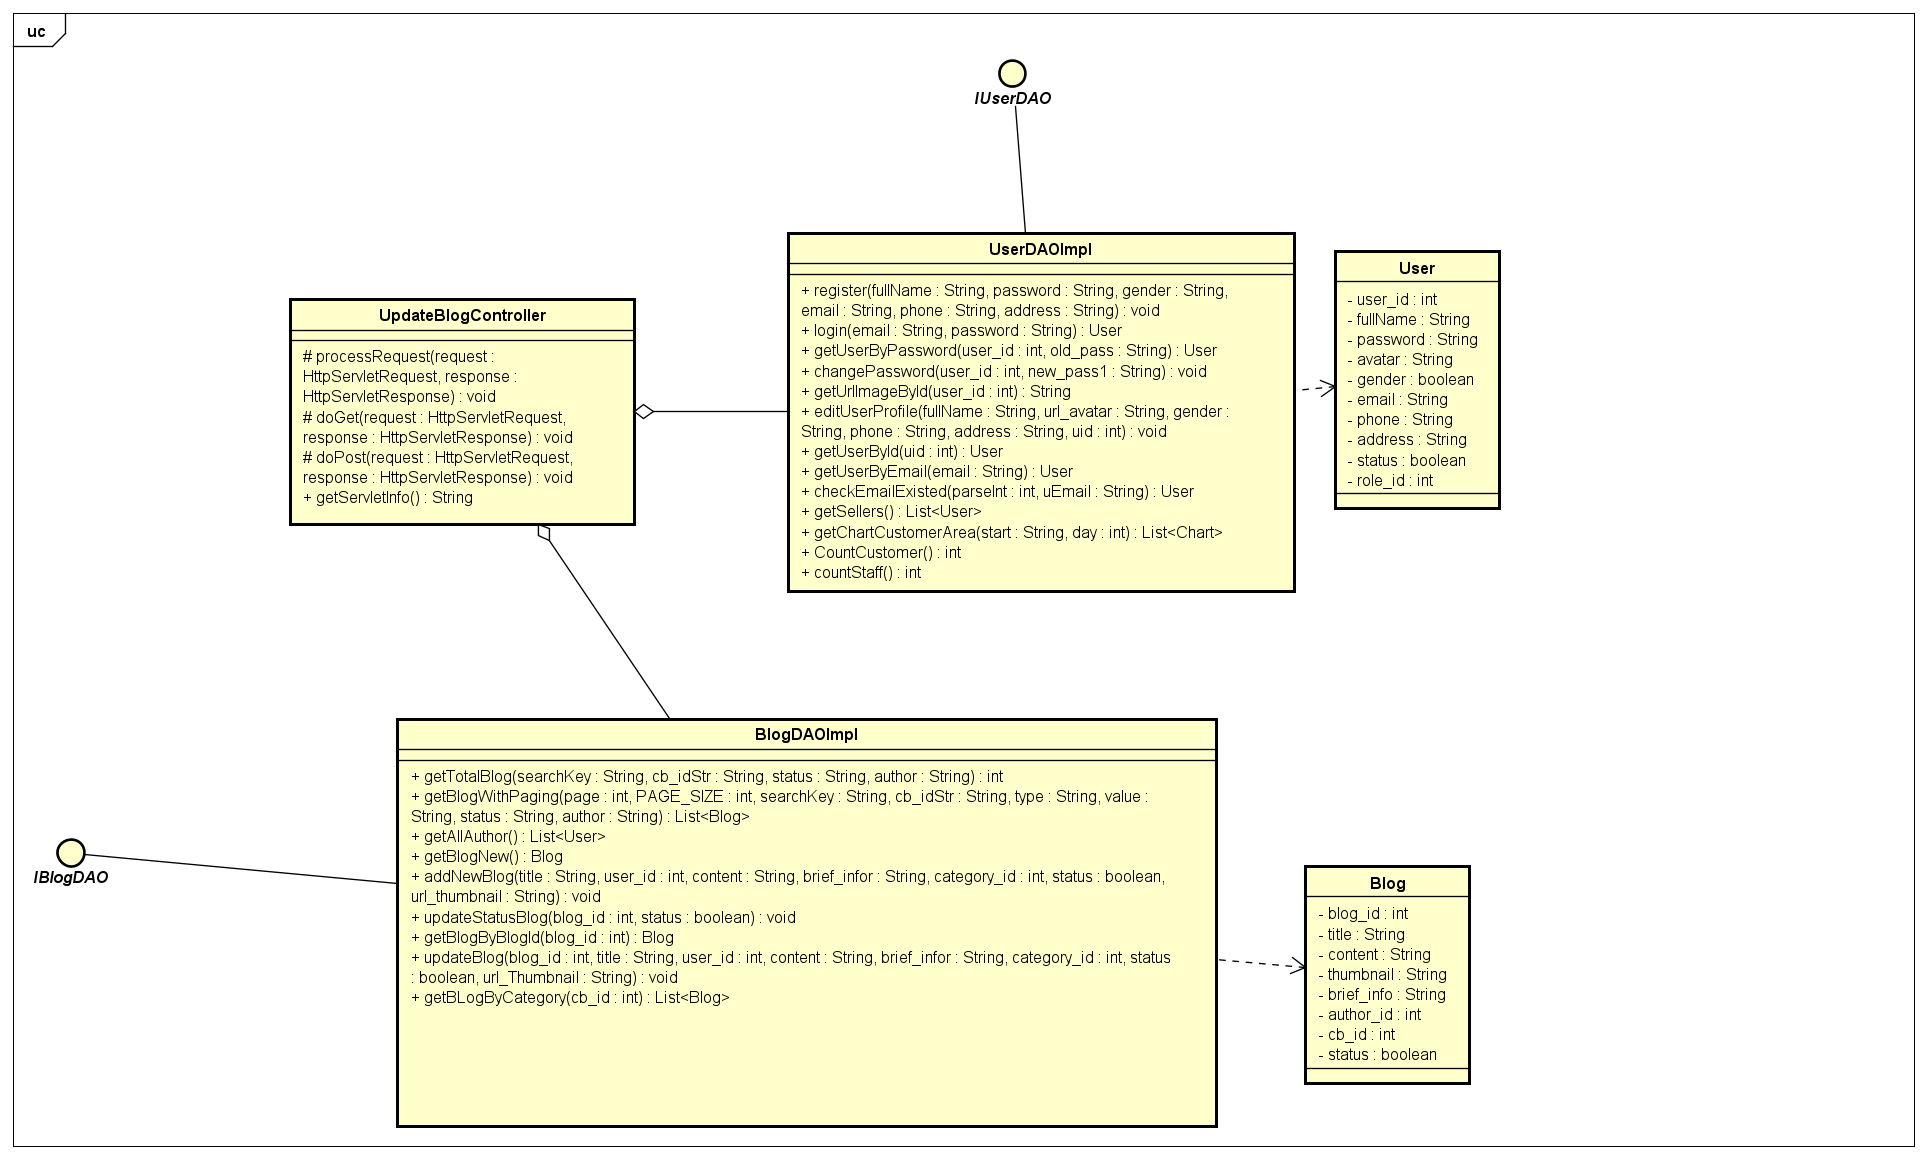 uc
IUserDAO
UserDAOImpl
+ register(fullName : String, password : String, gender : String,
email : String, phone : String, address : String) : void
+ login(email : String, password : String) : User
+ getUserByPassword(user_id : int, old_pass : String) : User
+ changePassword(user_id : int, new_pass1 : String) : void
+ getUrlImageById(user_id : int) : String
+ editUserProfile(fullName : String, url_avatar : String, gender :
String, phone : String, address : String, uid : int) : void
+ getUserById(uid : int) : User
+ getUserByEmail(email : String) : User
+ checkEmailExisted(parseInt : int, uEmail : String) : User
+ getSellers() : List<User>
+ getChartCustomerArea(start : String, day : int) : List<Chart>
+ CountCustomer() : int
+ countStaff() : int
User
- user_id : int
- fullName : String
- password : String
- avatar : String
- gender : boolean
- email : String
- phone : String
- address : String
- status : boolean
- role_id : int
UpdateBlogController
# processRequest(request :
HttpServletRequest, response :
HttpServletResponse) : void
# doGet(request : HttpServletRequest,
response : HttpServletResponse) : void
# doPost(request : HttpServletRequest,
response : HttpServletResponse) : void
+ getServletInfo() : String
BlogDAOImpl
+ getTotalBlog(searchKey : String, cb_idStr : String, status : String, author : String) : int
+ getBlogWithPaging(page : int, PAGE_SIZE : int, searchKey : String, cb_idStr : String, type : String, value :
String, status : String, author : String) : List<Blog>
+ getAllAuthor() : List<User>
+ getBlogNew() : Blog
+ addNewBlog(title : String, user_id : int, content : String, brief_infor : String, category_id : int, status : boolean,
url_thumbnail : String) : void
+ updateStatusBlog(blog_id : int, status : boolean) : void
+ getBlogByBlogId(blog_id : int) : Blog
+ updateBlog(blog_id : int, title : String, user_id : int, content : String, brief_infor : String, category_id : int, status
: boolean, url_Thumbnail : String) : void
+ getBLogByCategory(cb_id : int) : List<Blog>
IBlogDAO
Blog
- blog_id : int
- title : String
- content : String
- thumbnail : String
- brief_info : String
- author_id : int
- cb_id : int
- status : boolean